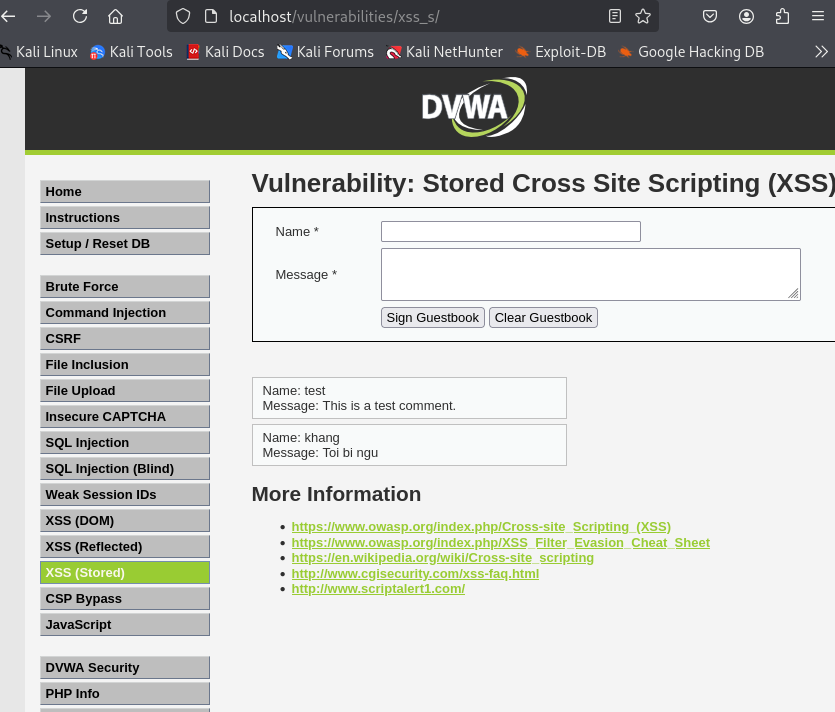 localhost/vulnerabilities/xss_s/
Kali Linux Kali Tools Kali Docs Kali Forums Kali NetHunter Exploit-DB Google Hacking DB
DVWA
Home
Instructions
Setup / Reset DB
Brute Force
Command Injection
CSRF
File Inclusion
File Upload
Insecure CAPTCHA
SQL Injection
SQL Injection (Blind)
Weak Session IDs
XSS (DOM)
XSS (Reflected)
XSS (Stored)
CSP Bypass
JavaScript
DVWA Security
PHP Info
Vulnerability: Stored Cross Site Scripting (XSS)
Name *
Message *
Sign Guestbook Clear Guestbook
Name: test
Message: This is a test comment.
Name: khang
Message: Toi bi ngu
More Information
https://www.owasp.org/index.php/Cross-site_Scripting_(XSS)
https://www.owasp.org/index.php/XSS_Filter_Evasion_Cheat_Sheet
https://en.wikipedia.org/wiki/Cross-site_scripting
http://www.cgisecurity.com/xss-faq.html
http://www.scriptalert1.com/